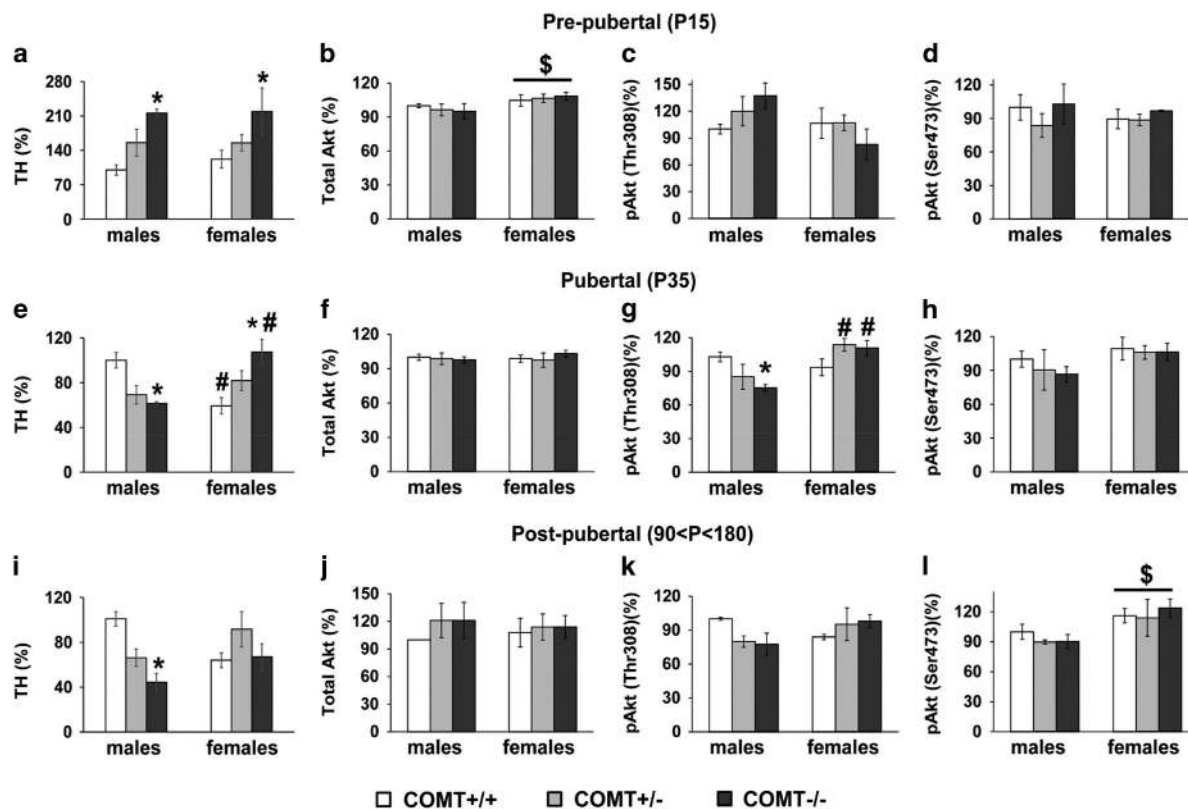 Pre-pubertal (P15)
a b c d
TH (%)
280
210
140
70
0
*
*
males females
Total Akt (%)
120
90
60
30
0
$
males females
pAkt (Thr308)(%)
150
120
90
60
30
0
males females
pAkt (Ser473)(%)
120
90
60
30
0
males females
Pubertal (P35)
e f g h
TH (%)
120
80
40
0
*
#
* #
males females
Total Akt (%)
120
90
60
30
0
males females
pAkt (Thr308)(%)
120
90
60
30
0
*
# #
males females
pAkt (Ser473)(%)
120
90
60
30
0
males females
Post-pubertal (90<P<180)
i j k l
TH (%)
120
80
40
0
*
males females
Total Akt (%)
150
120
90
60
30
0
males females
pAkt (Thr308)(%)
120
90
60
30
0
males females
pAkt (Ser473)(%)
120
90
60
30
0
$
males females
COMT+/+ COMT+/- COMT-/-